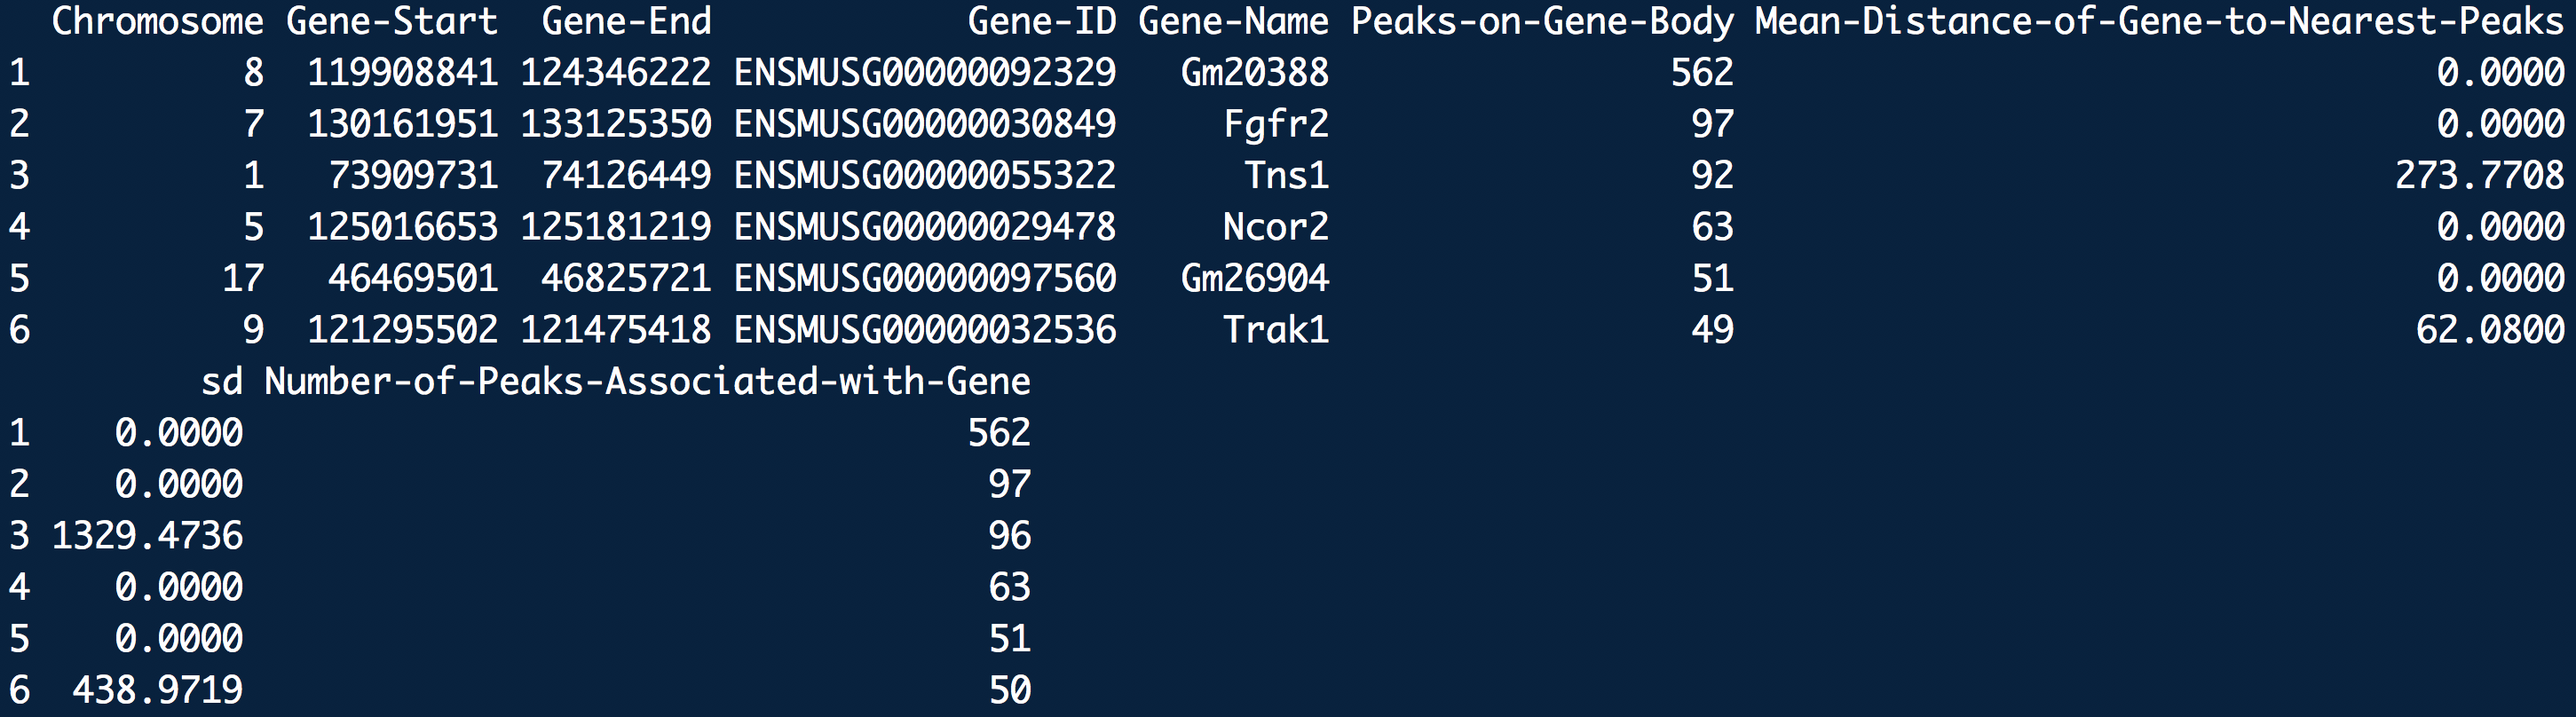 Chromosome Gene-Start Gene-End Gene-ID Gene-Name Peaks-on-Gene-Body Mean-Distance-of-Gene-to-Nearest-Peaks
1 8 119908841 124346222 ENSMUSG00000092329 Gm20388 562 0.0000
2 7 130161951 133125350 ENSMUSG00000030849 Fgfr2 97 0.0000
3 1 73909731 74126449 ENSMUSG00000055322 Tns1 92 273.7708
4 5 125016653 125181219 ENSMUSG00000029478 Ncor2 63 0.0000
5 17 46469501 46825721 ENSMUSG00000097560 Gm26904 51 0.0000
6 9 121295502 121475418 ENSMUSG00000032536 Trak1 49 62.0800
sd Number-of-Peaks-Associated-with-Gene
1 0.0000 562
2 0.0000 97
3 1329.4736 96
4 0.0000 63
5 0.0000 51
6 438.9719 50